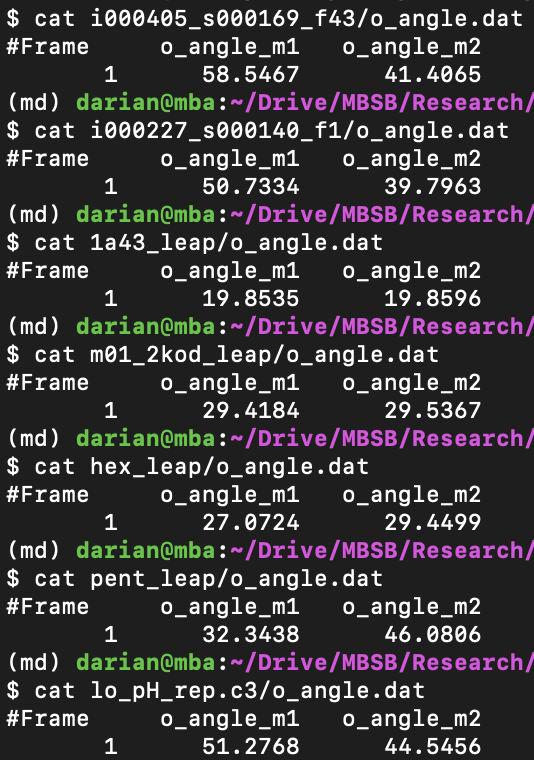 $ cat i000405_s000169_f43/o_angle.dat
#Frame     o_angle_m1   o_angle_m2
       1      58.5467      41.4065
(md) darian@mba:~/Drive/MBSB/Research/
$ cat i000227_s000140_f1/o_angle.dat
#Frame     o_angle_m1   o_angle_m2
       1      50.7334      39.7963
(md) darian@mba:~/Drive/MBSB/Research/
$ cat 1a43_leap/o_angle.dat
#Frame     o_angle_m1   o_angle_m2
       1      19.8535      19.8596
(md) darian@mba:~/Drive/MBSB/Research/
$ cat m01_2kod_leap/o_angle.dat
#Frame     o_angle_m1   o_angle_m2
       1      29.4184      29.5367
(md) darian@mba:~/Drive/MBSB/Research/
$ cat hex_leap/o_angle.dat
#Frame     o_angle_m1   o_angle_m2
       1      27.0724      29.4499
(md) darian@mba:~/Drive/MBSB/Research/
$ cat pent_leap/o_angle.dat
#Frame     o_angle_m1   o_angle_m2
       1      32.3438      46.0806
(md) darian@mba:~/Drive/MBSB/Research/
$ cat lo_pH_rep.c3/o_angle.dat
#Frame     o_angle_m1   o_angle_m2
       1      51.2768      44.5456